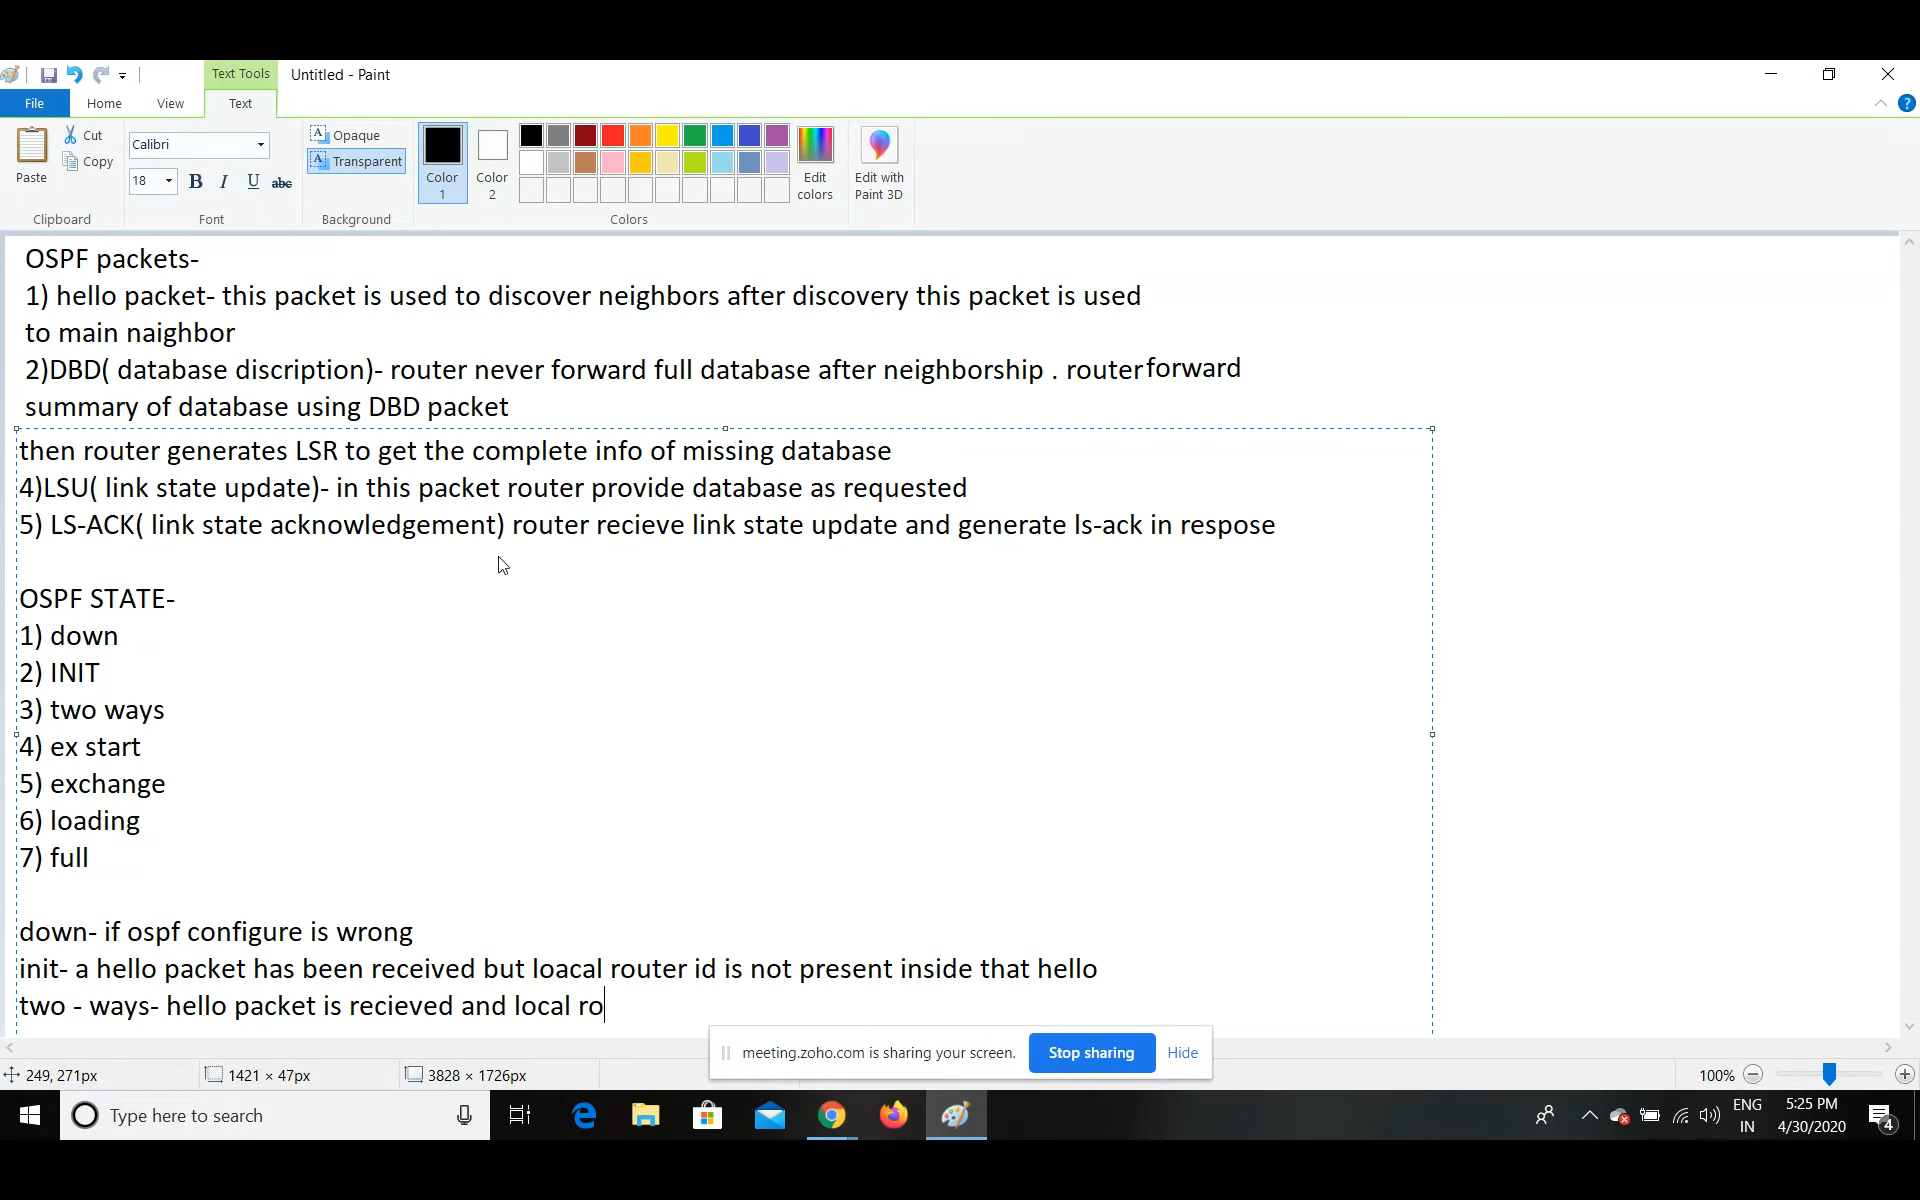 Text Tools
Untitled - Paint
File
Home
View
Text
Paste
Cut
Copy
Clipboard
Calibri
18
B I U abc
Font
Opaque
Transparent
Background
Color 1
Color 2
Edit colors
Colors
Edit with Paint 3D
OSPF packets-
1) hello packet- this packet is used to discover neighbors after discovery this packet is used
to main naighbor
2)DBD( database discription)- router never forward full database after neighborship . router forward
summary of database using DBD packet
then router generates LSR to get the complete info of missing database
4)LSU( link state update)- in this packet router provide database as requested
5) LS-ACK( link state acknowledgement) router recieve link state update and generate ls-ack in respose
OSPF STATE-
1) down
2) INIT
3) two ways
4) ex start
5) exchange
6) loading
7) full
down- if ospf configure is wrong
init- a hello packet has been received but loacal router id is not present inside that hello
two - ways- hello packet is recieved and local ro
meeting.zoho.com is sharing your screen.
Stop sharing
Hide
249, 271px
1421 × 47px
3828 × 1726px
100%
Type here to search
ENG
IN
5:25 PM
4/30/2020
4